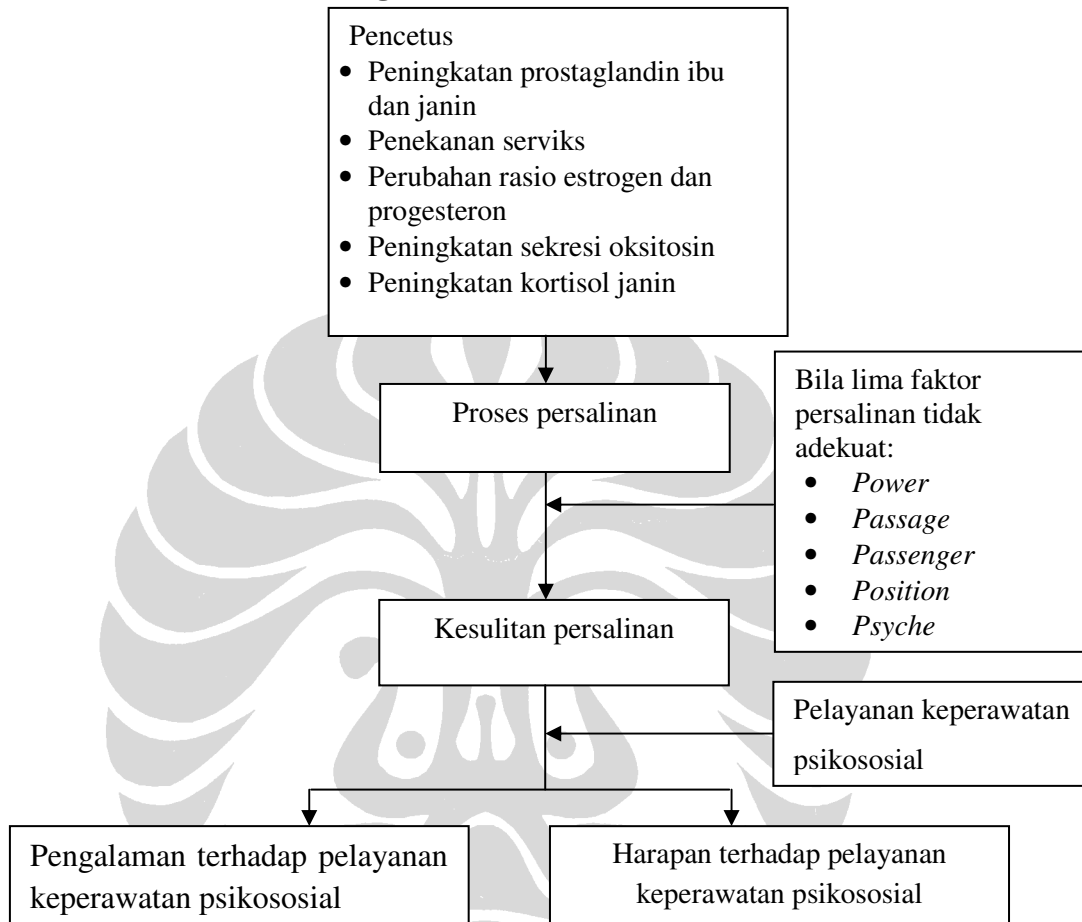 Pencetus
• Peningkatan prostaglandin ibu
dan janin
• Penekanan serviks
• Perubahan rasio estrogen dan
progesteron
• Peningkatan sekresi oksitosin
• Peningkatan kortisol janin
Proses persalinan
Bila lima faktor
persalinan tidak
adekuat:
• Power
• Passage
• Passenger
• Position
• Psyche
Kesulitan persalinan
Pelayanan keperawatan
psikososial
Pengalaman terhadap pelayanan
keperawatan psikososial
Harapan terhadap pelayanan
keperawatan psikososial